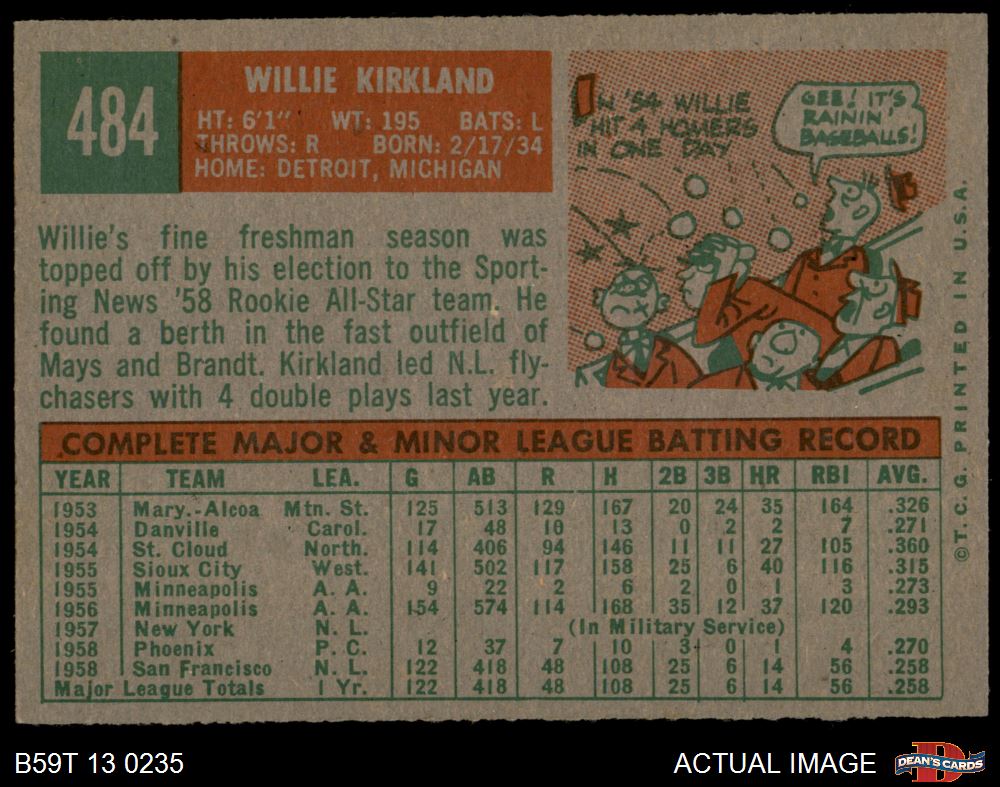 484
WILLIE KIRKLAND
HT: 6'1" WT: 195 BATS: L
THROWS: R BORN: 2/17/34
HOME: DETROIT, MICHIGAN
IN '54 WILLIE
HIT 4 HOMERS
IN ONE DAY
GEE! IT'S
RAININ'
BASEBALLS!
Willie's fine freshman season was
topped off by his election to the Sport-
ing News '58 Rookie All-Star team. He
found a berth in the fast outfield of
Mays and Brandt. Kirkland led N.L. fly-
chasers with 4 double plays last year.
COMPLETE MAJOR & MINOR LEAGUE BATTING RECORD
YEAR TEAM LEA. G AB R H 2B 3B HR RBI AVG.
1953 Mary.-Alcoa Mtn. St. 125 513 129 167 20 24 35 164 .326
1954 Danville Carol. 17 48 10 13 0 2 2 7 .271
1954 St. Cloud North. 114 406 94 146 11 11 27 105 .360
1955 Sioux City West. 141 502 117 158 25 6 40 116 .315
1955 Minneapolis A. A. 9 22 2 6 2 0 1 3 .273
1956 Minneapolis A. A. 154 574 114 168 35 12 37 120 .293
1957 New York N. L. (In Military Service)
1958 Phoenix P. C. 12 37 7 10 3 0 1 4 .270
1958 San Francisco N. L. 122 418 48 108 25 6 14 56 .258
Major League Totals 1 Yr. 122 418 48 108 25 6 14 56 .258
©T. C. G. PRINTED IN U.S.A.
B59T 13 0235
ACTUAL IMAGE
D
DEAN'S CARDS